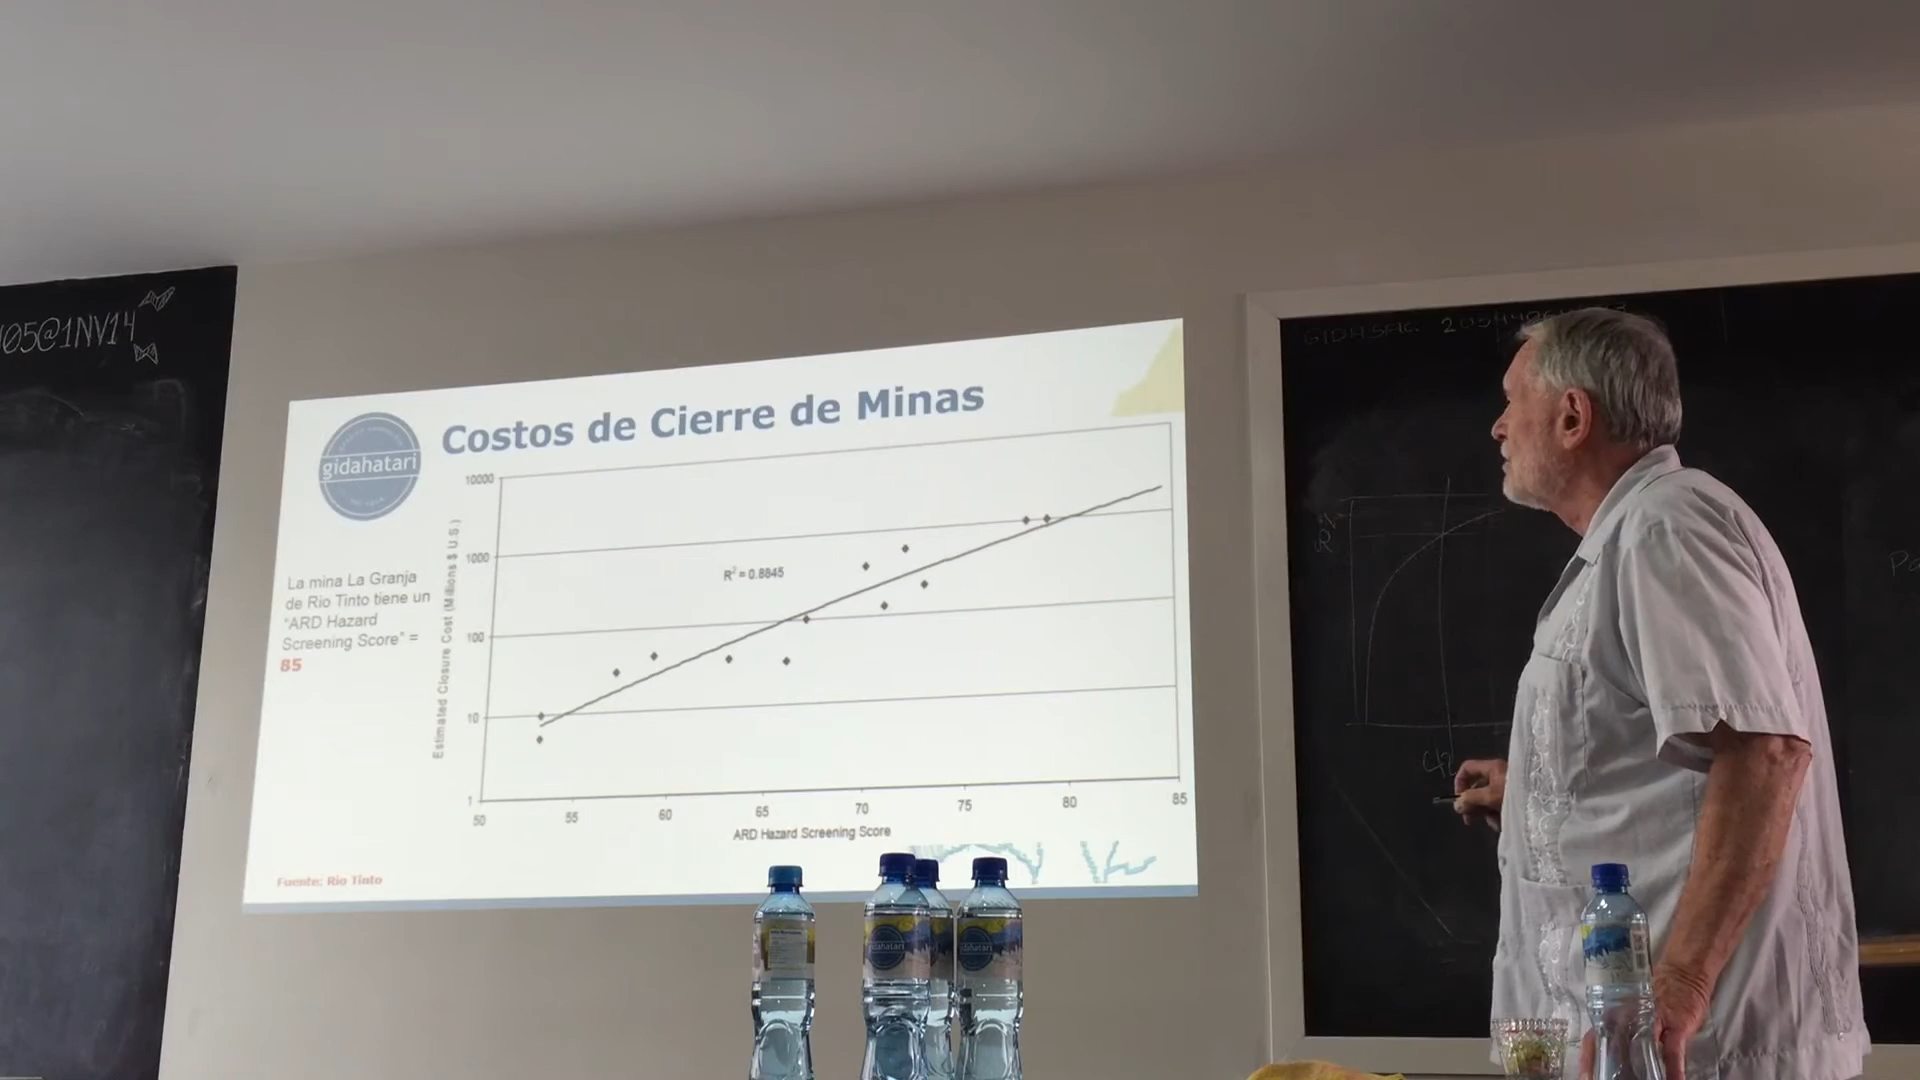 05@1NV14
Costos de Cierre de Minas
gidahatari
La mina La Granja
de Rio Tinto tiene un
"ARD Hazard
Screening Score" =
85
Estimated Closure Cost (Millions $ U.S.)
10000
1000
100
10
1
R² = 0.8845
50 55 60 65 70 75 80 85
ARD Hazard Screening Score
Fuente: Rio Tinto
gidahatari
gidahatari